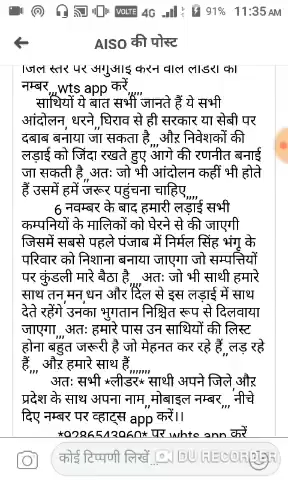 VOLTE 4G 91% 11:35 AM
AISO की पोस्ट
जिले स्तर पर अगुआई करने वाले लीडरों की
नम्बर,,,wts app करें,,,,,
साथियों ये बात सभी जानते हैं ये सभी
आंदोलन, धरने,,घिराव से ही सरकार या सेबी पर
दबाब बनाया जा सकता है,,,और निवेशकों की
लड़ाई को जिंदा रखते हुए आगे की रणनीत बनाई
जा सकती है,,अतः जो भी आंदोलन कहीं भी होते
हैं उसमें हमें जरूर पहुंचना चाहिए,,,,
6 नवम्बर के बाद हमारी लड़ाई सभी
कम्पनियों के मालिकों को घेरने से की जाएगी
जिसमें सबसे पहले पंजाब में निर्मल सिंह भंगू के
परिवार को निशाना बनाया जाएगा जो सम्पत्तियों
पर कुंडली मारे बैठा है,,,,अतः जो भी साथी हमारे
साथ तन,मन,धन और दिल से इस लड़ाई में साथ
देते रहेंगे उनका भुगतान निश्चित रूप से दिलवाया
जाएगा,,,अतः हमारे पास उन साथियों की लिस्ट
होना बहुत जरूरी है जो मेहनत कर रहे हैं,,लड़ रहे
हैं,,, और हमारे साथ हैं,,,,,,,
अतः सभी *लीडर* साथी अपने जिले,और
प्रदेश के साथ अपना नाम,,मोबाइल नम्बर,,, नीचे
दिए नम्बर पर व्हाट्स app करें।।
*9286543960* पर whts app करें
कोई टिप्पणी लिखें...
DU RECORDER